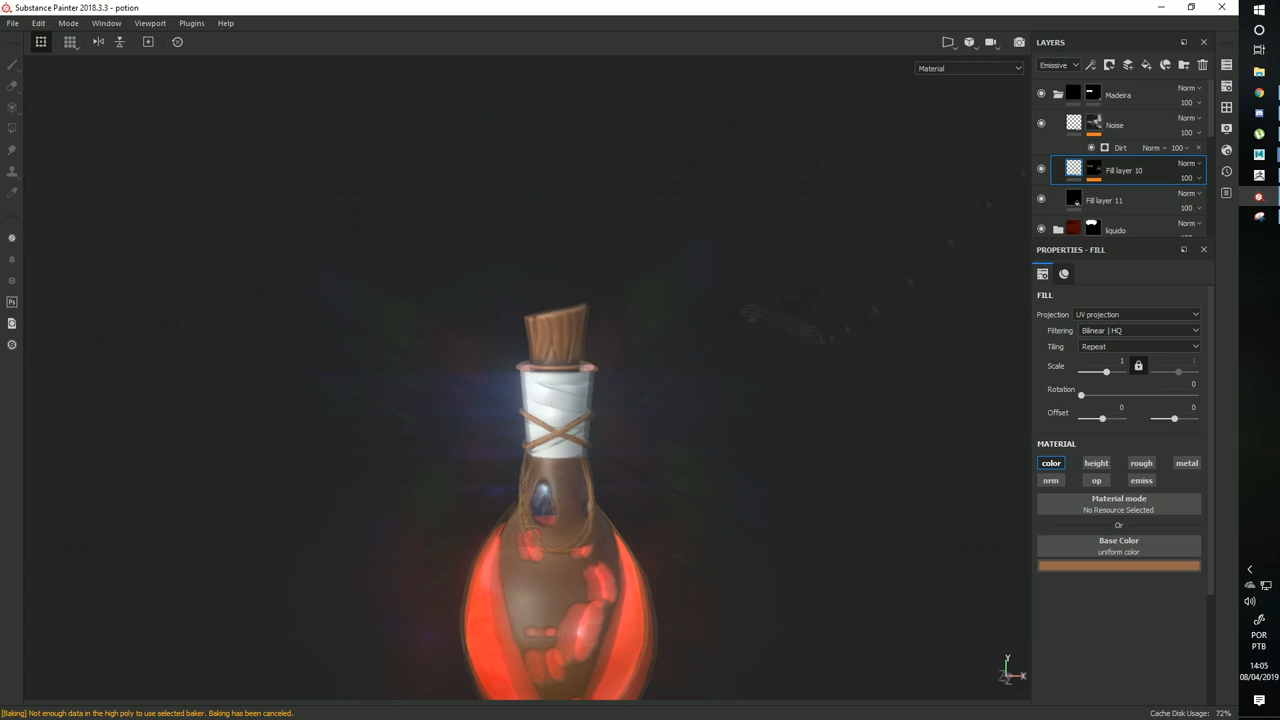 Substance Painter 2018.3.3 - potion
File Edit Mode Window Viewport Plugins Help
Material
LAYERS
Emissive
Madeira Norm 100
Noise Norm 100
Dirt Norm 100
Fill layer 10 Norm 100
Fill layer 11 Norm 100
liquido Norm
PROPERTIES - FILL
FILL
Projection UV projection
Filtering Bilinear | HQ
Tiling Repeat
Scale 1 1
Rotation 0
Offset 0 0
MATERIAL
color height rough metal
nrm op emiss
Material mode
No Resource Selected
Or
Base Color
uniform color
Ps
Y
X
POR
PTB
14:05
08/04/2019
[Baking] Not enough data in the high poly to use selected baker. Baking has been canceled.
Cache Disk Usage: 72%